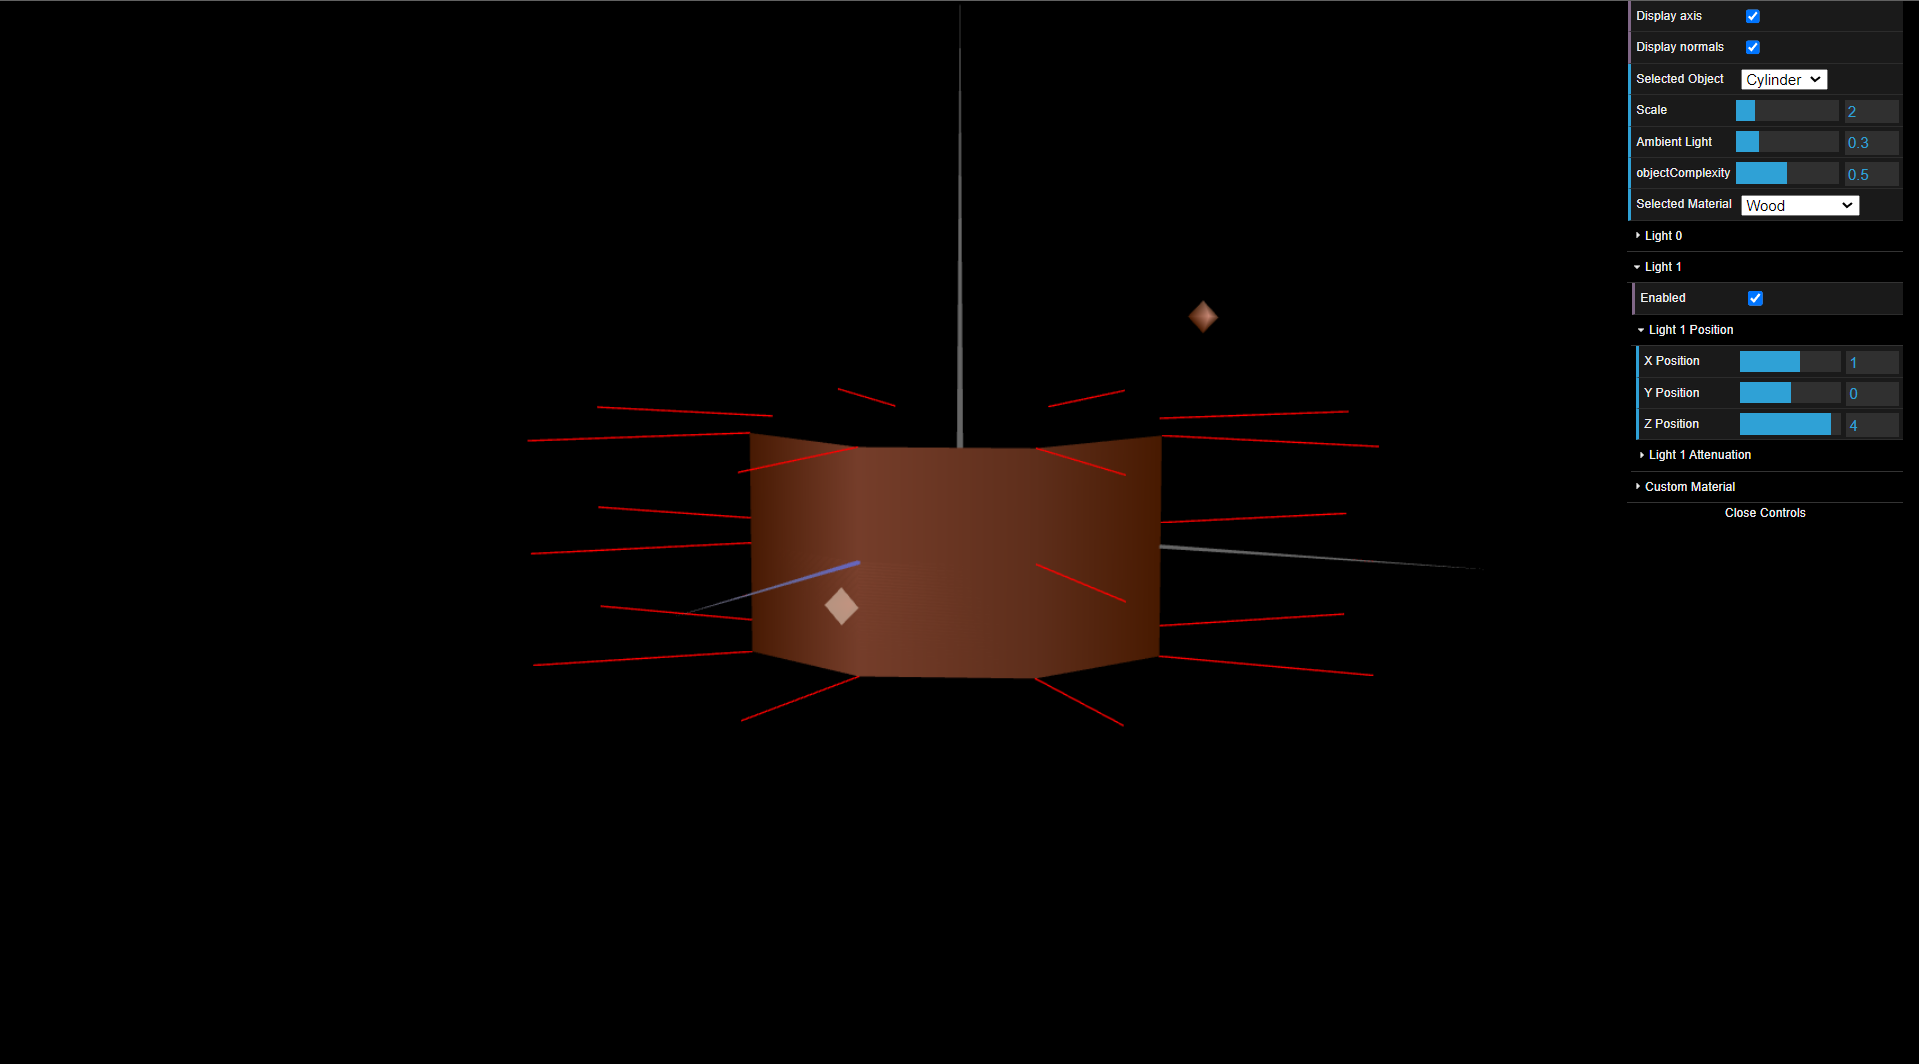 Display axis
Display normals
Selected Object Cylinder
Scale 2
Ambient Light 0.3
objectComplexity 0.5
Selected Material Wood
Light 0
Light 1
Enabled
Light 1 Position
X Position 1
Y Position 0
Z Position 4
Light 1 Attenuation
Custom Material
Close Controls